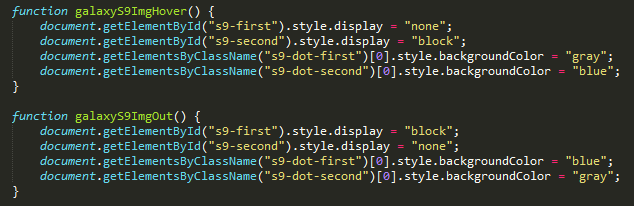 function galaxyS9ImgHover() {
    document.getElementById("s9-first").style.display = "none";
    document.getElementById("s9-second").style.display = "block";
    document.getElementsByClassName("s9-dot-first")[0].style.backgroundColor = "gray";
    document.getElementsByClassName("s9-dot-second")[0].style.backgroundColor = "blue";
}

function galaxyS9ImgOut() {
    document.getElementById("s9-first").style.display = "block";
    document.getElementById("s9-second").style.display = "none";
    document.getElementsByClassName("s9-dot-first")[0].style.backgroundColor = "blue";
    document.getElementsByClassName("s9-dot-second")[0].style.backgroundColor = "gray";
}